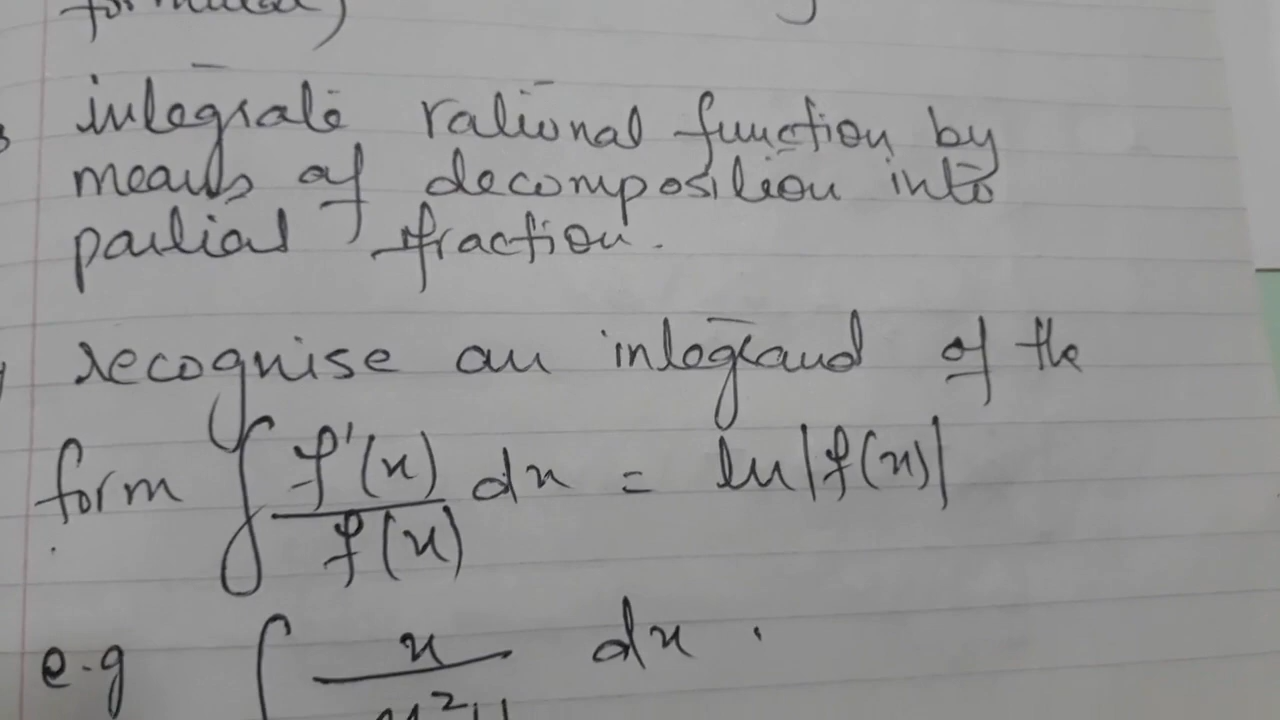 integrate rational function by
means of decomposition into
partial fraction.
recognise an integrand of the
form ∫ f'(x)/f(x) dx = ln|f(x)|
e.g ∫ x/ dx.